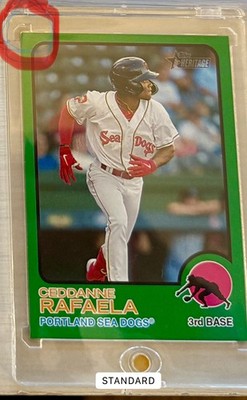 Topps
HERITAGE
Sea Dogs
CEDDANNE
RAFAELA
PORTLAND SEA DOGS®
3rd BASE
STANDARD